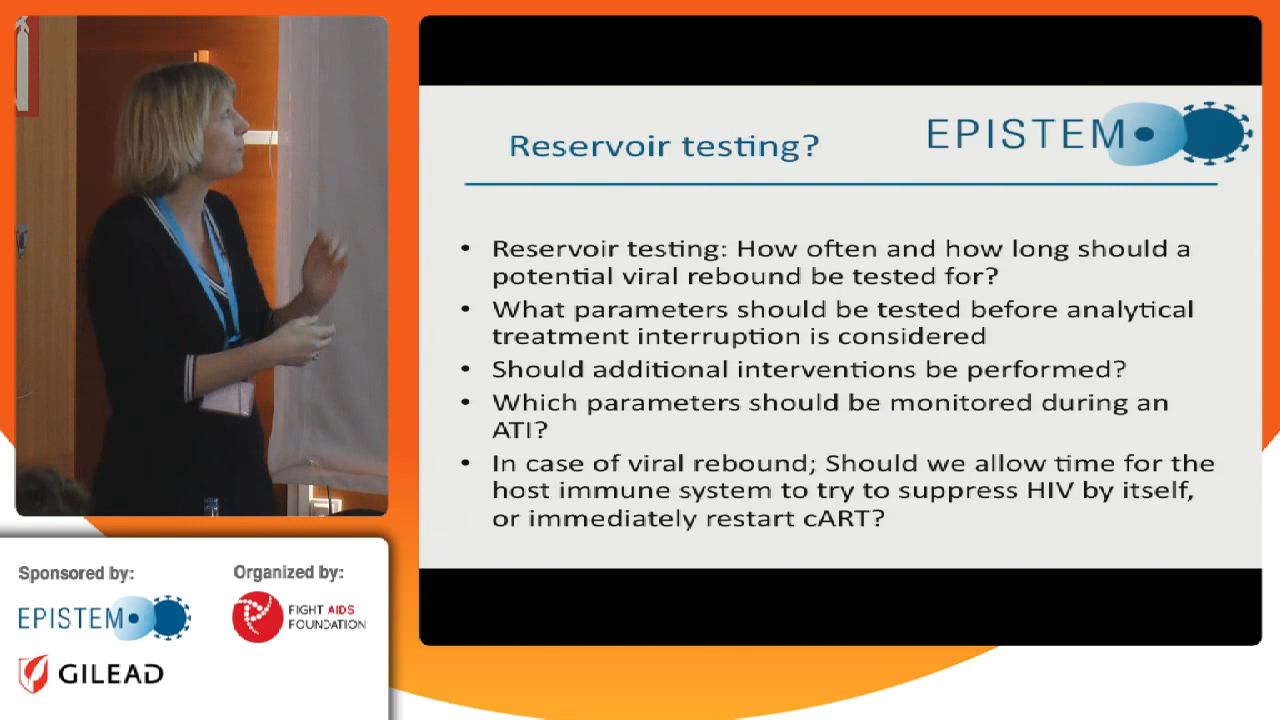 Reservoir testing?
EPISTEM
• Reservoir testing: How often and how long should a
potential viral rebound be tested for?
• What parameters should be tested before analytical
treatment interruption is considered
• Should additional interventions be performed?
• Which parameters should be monitored during an
ATI?
• In case of viral rebound; Should we allow time for the
host immune system to try to suppress HIV by itself,
or immediately restart cART?
Sponsored by:
EPISTEM
GILEAD
Organized by:
FIGHT AIDS
FOUNDATION